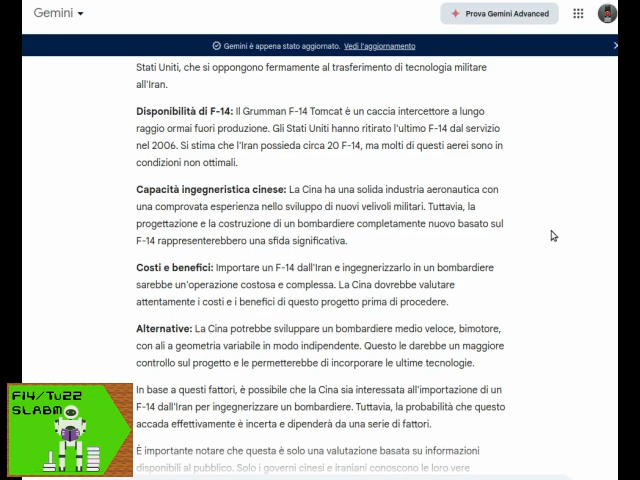 Gemini
Prova Gemini Advanced
Gemini è appena stato aggiornato. Vedi l'aggiornamento
Stati Uniti, che si oppongono fermamente al trasferimento di tecnologia militare
all'Iran.
Disponibilità di F-14: Il Grumman F-14 Tomcat è un caccia intercettore a lungo
raggio ormai fuori produzione. Gli Stati Uniti hanno ritirato l'ultimo F-14 dal servizio
nel 2006. Si stima che l'Iran possieda circa 20 F-14, ma molti di questi aerei sono in
condizioni non ottimali.
Capacità ingegneristica cinese: La Cina ha una solida industria aeronautica con
una comprovata esperienza nello sviluppo di nuovi velivoli militari. Tuttavia, la
progettazione e la costruzione di un bombardiere completamente nuovo basato sul
F-14 rappresenterebbero una sfida significativa.
Costi e benefici: Importare un F-14 dall'Iran e ingegnerizzarlo in un bombardiere
sarebbe un'operazione costosa e complessa. La Cina dovrebbe valutare
attentamente i costi e i benefici di questo progetto prima di procedere.
Alternative: La Cina potrebbe sviluppare un bombardiere medio veloce, bimotore,
con ali a geometria variabile in modo indipendente. Questo le darebbe un maggiore
controllo sul progetto e le permetterebbe di incorporare le ultime tecnologie.
In base a questi fattori, è possibile che la Cina sia interessata all'importazione di un
F-14 dall'Iran per ingegnerizzare un bombardiere. Tuttavia, la probabilità che questo
accada effettivamente è incerta e dipenderà da una serie di fattori.
È importante notare che questa è solo una valutazione basata su informazioni
disponibili al pubblico. Solo i governi cinesi e iraniani conoscono le loro vere
F14/TU22
SLABM